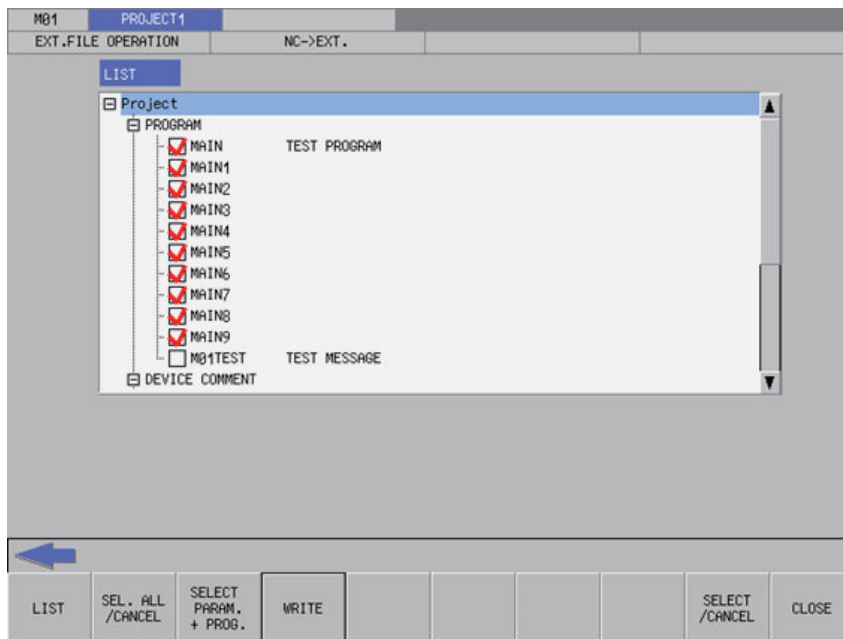 M01 PROJECT1
EXT.FILE OPERATION NC->EXT.
LIST
Project
PROGRAM
MAIN TEST PROGRAM
MAIN1
MAIN2
MAIN3
MAIN4
MAIN5
MAIN6
MAIN7
MAIN8
MAIN9
M01TEST TEST MESSAGE
DEVICE COMMENT
LIST
SEL. ALL
/CANCEL
SELECT
PARAM.
+ PROG.
WRITE
SELECT
/CANCEL
CLOSE